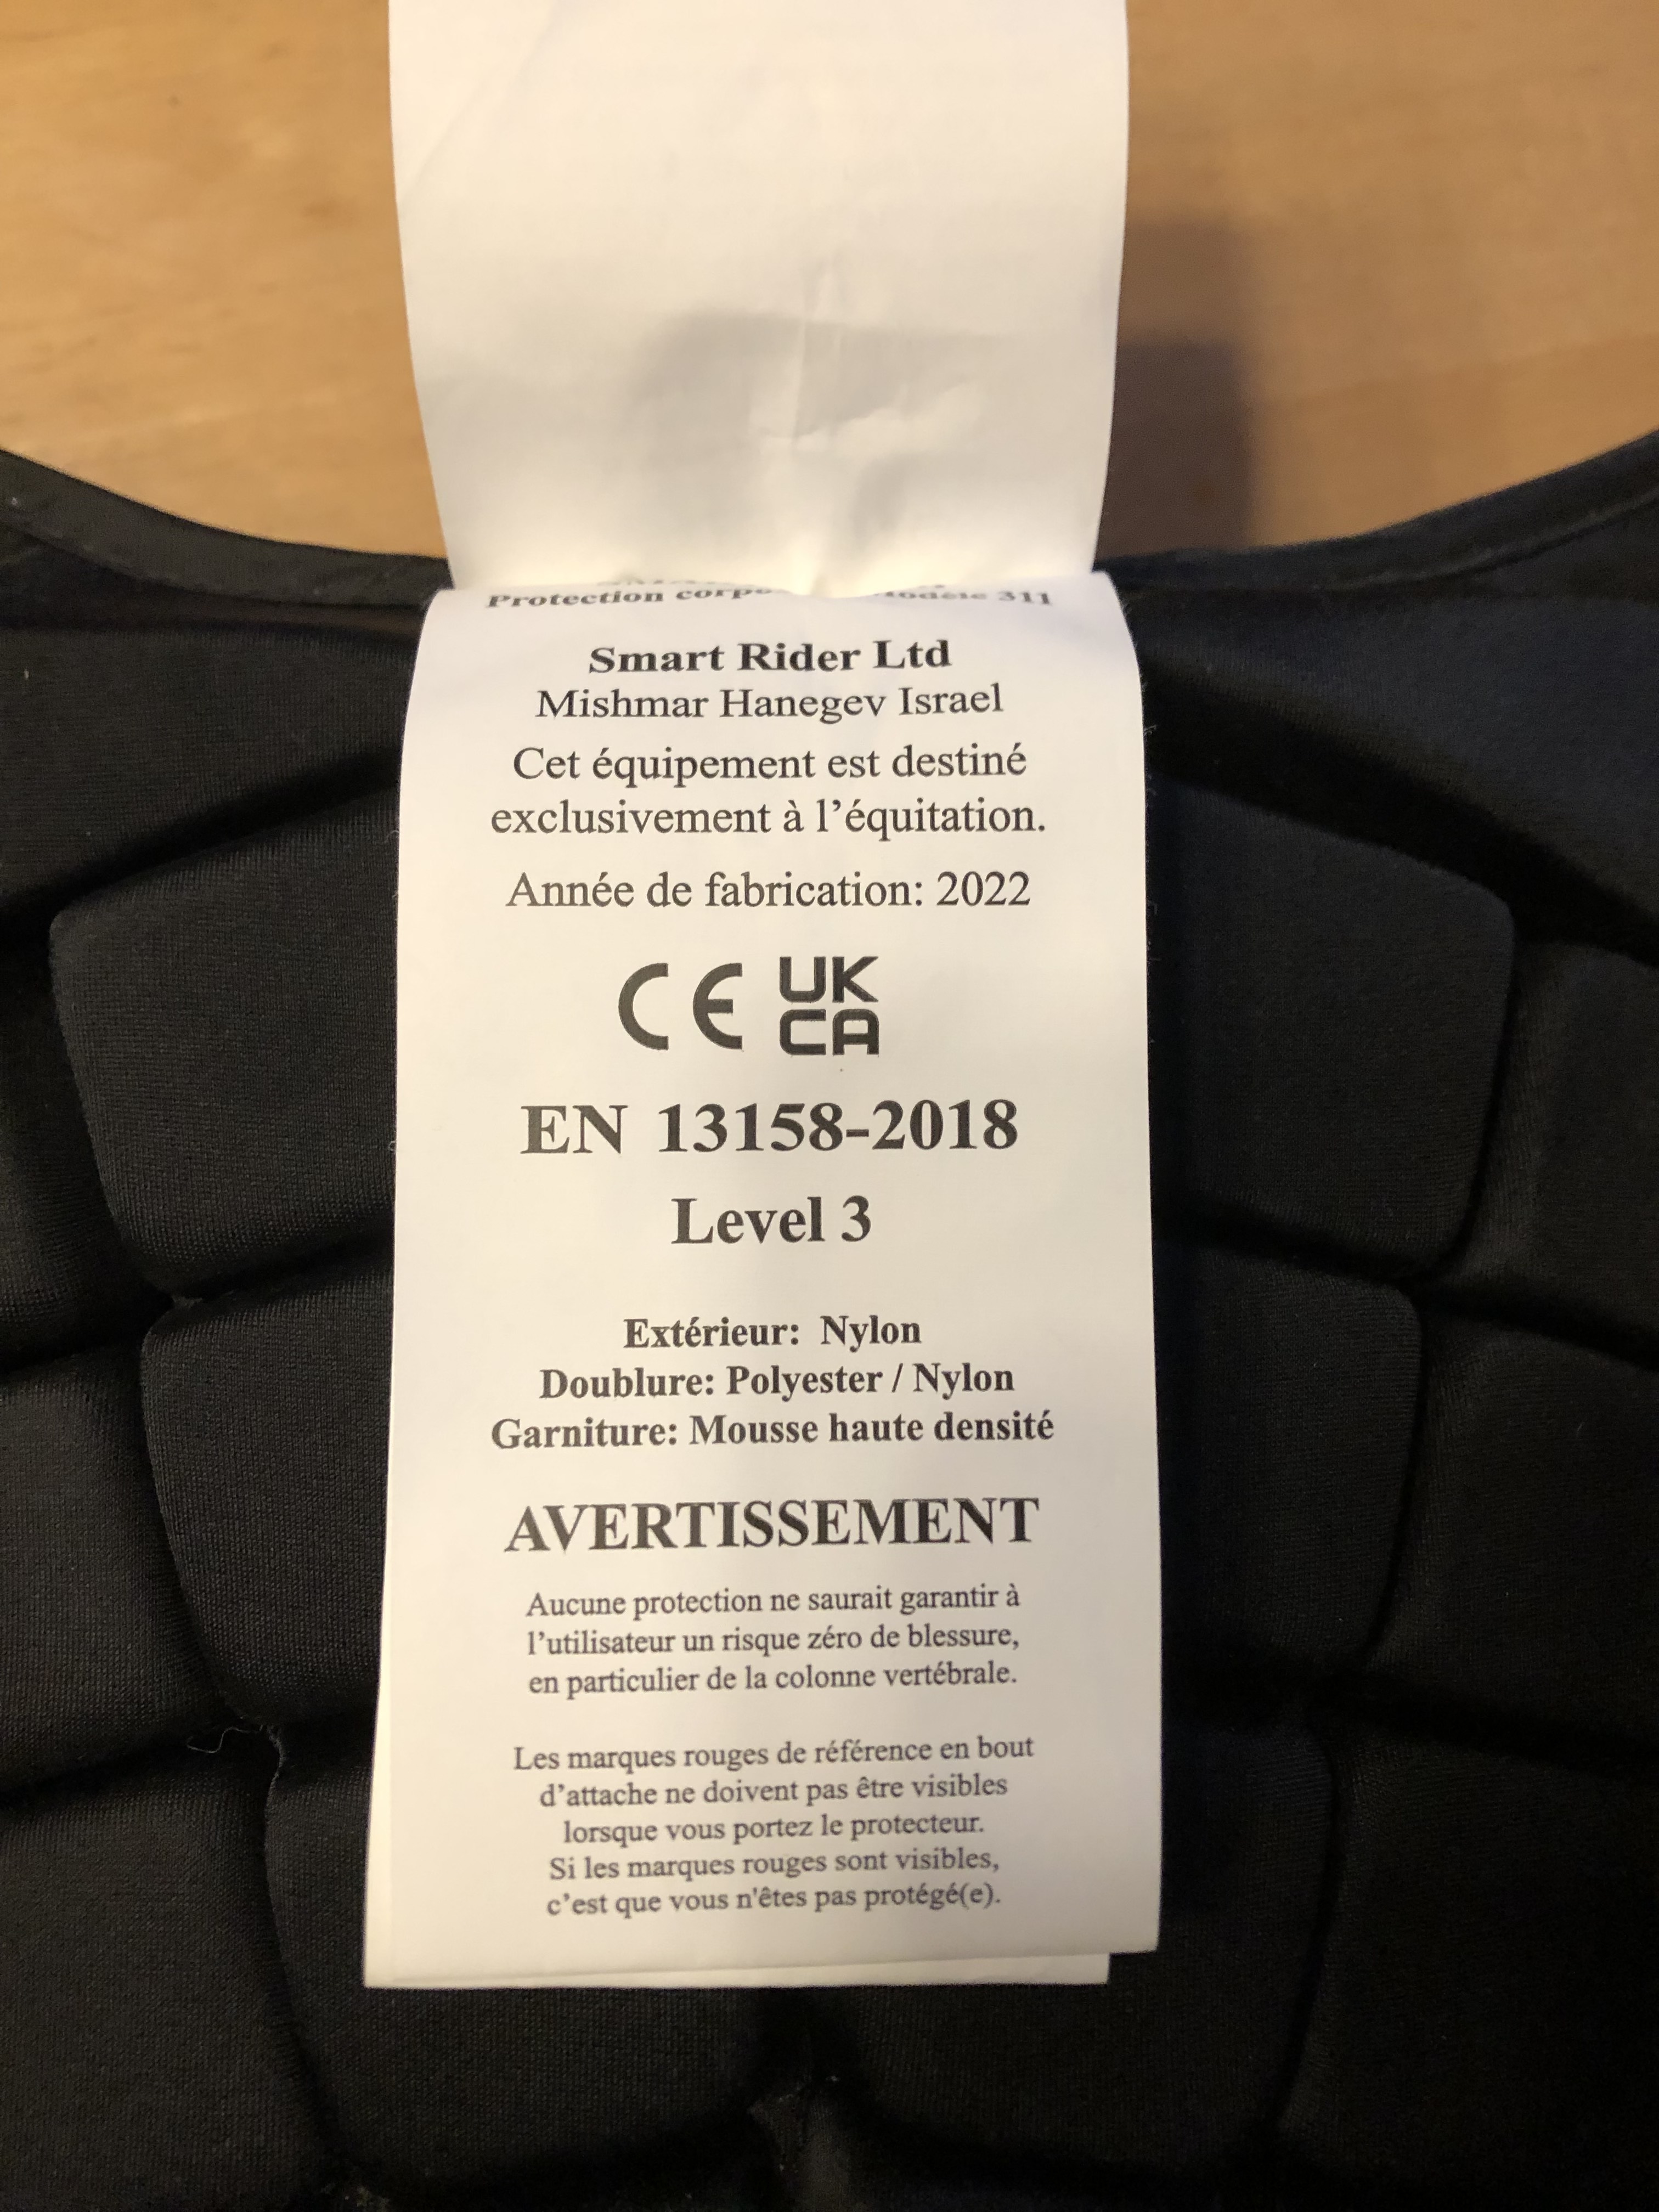 Protection 311
Smart Rider Ltd
Mishmar Hanegev Israel
Cet équipement est destiné
exclusivement à l’équitation.
Année de fabrication: 2022
CE UK
CA
EN 13158-2018
Level 3
Extérieur: Nylon
Doublure: Polyester / Nylon
Garniture: Mousse haute densité
AVERTISSEMENT
Aucune protection ne saurait garantir à
l’utilisateur un risque zéro de blessure,
en particulier de la colonne vertébrale.
Les marques rouges de référence en bout
d’attache ne doivent pas être visibles
lorsque vous portez le protecteur.
Si les marques rouges sont visibles,
c’est que vous n'êtes pas protégé(e).